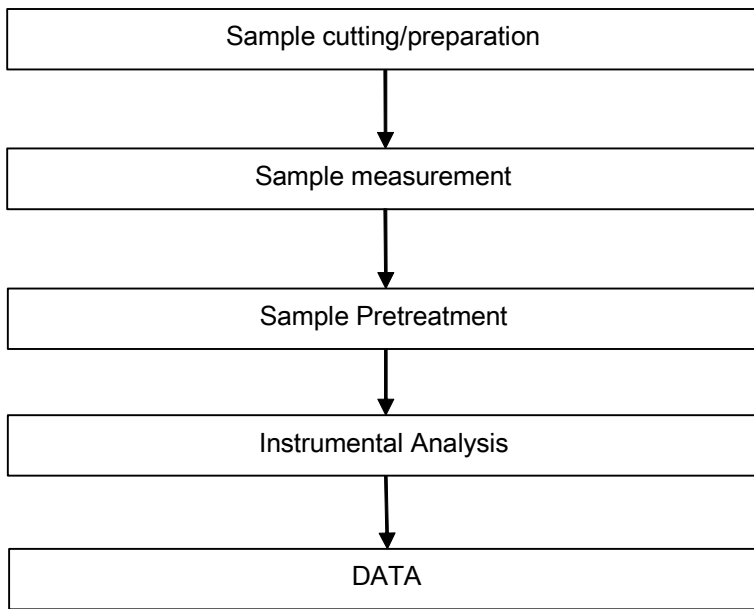 Sample cutting/preparation
Sample measurement
Sample Pretreatment
Instrumental Analysis
DATA